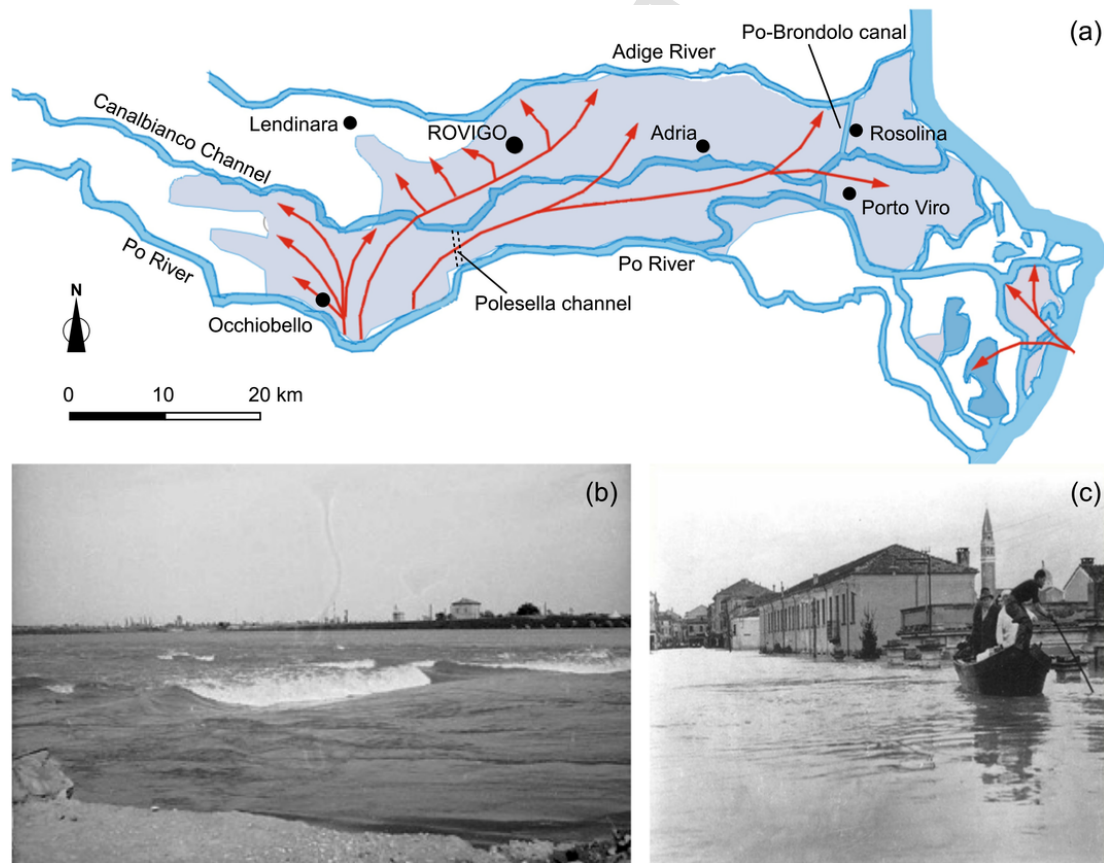 (a)
Po-Brondolo canal
Adige River
Canalbianco Channel
Lendinara
ROVIGO
Adria
Rosolina
Porto Viro
Po River
Po River
Polesella channel
N
Occhiobello
0 10 20 km
(b)
(c)